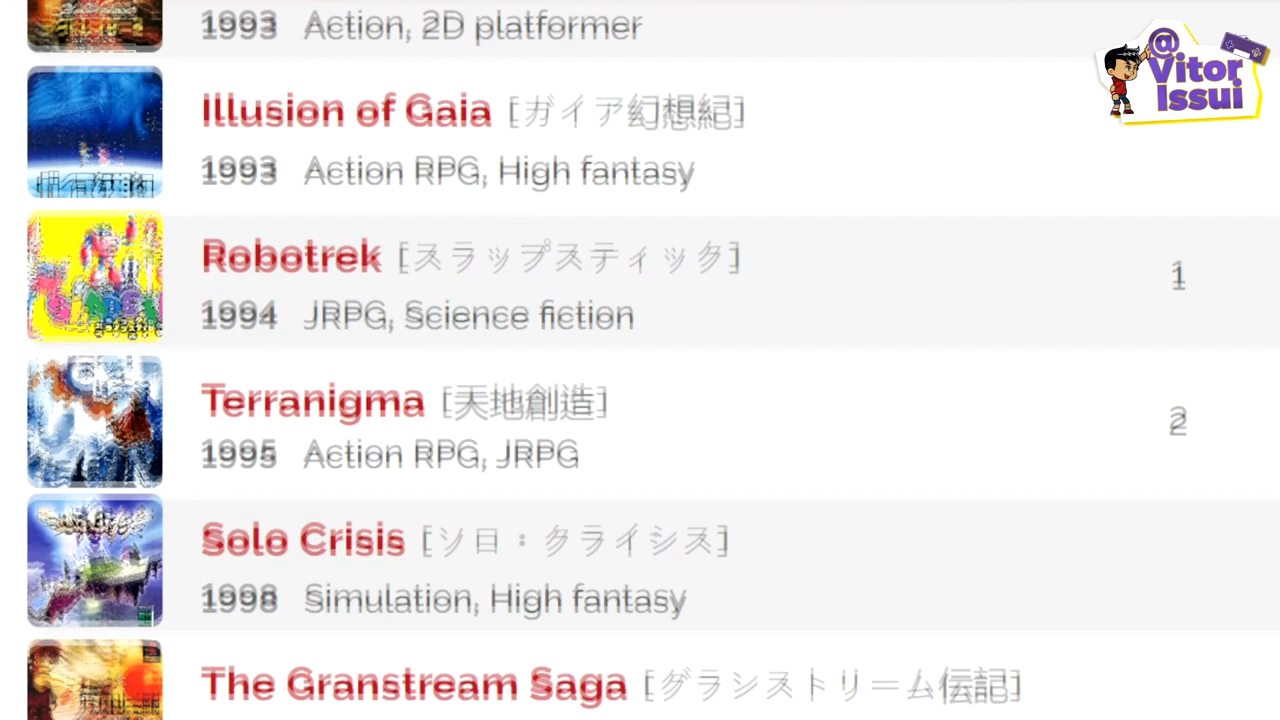 1993 Action, 2D platformer
@
Vitor
Issui
Illusion of Gaia [ガイア幻想紀]
1993 Action RPG, High fantasy
Robotrek [スラップスティック]
1994 JRPG, Science fiction
1
Terranigma [天地創造]
1995 Action RPG, JRPG
2
Solo Crisis [ソロ：クライシス]
1998 Simulation, High fantasy
The Granstream Saga [グランストリーム伝記]